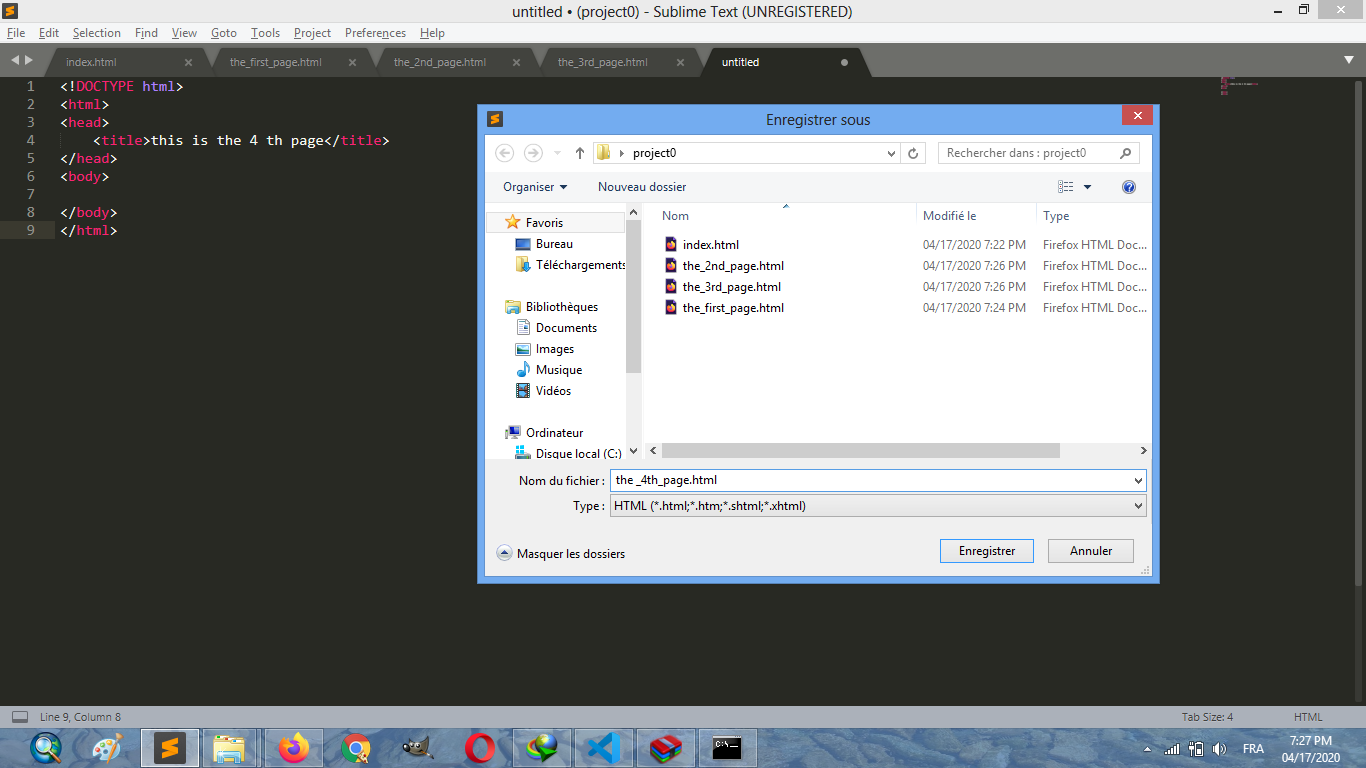 untitled • (project0) - Sublime Text (UNREGISTERED)
File Edit Selection Find View Goto Tools Project Preferences Help
index.html the_first_page.html the_2nd_page.html the_3rd_page.html untitled
1 <!DOCTYPE html>
2 <html>
3 <head>
4 <title>this is the 4 th page</title>
5 </head>
6 <body>
7
8 </body>
9 </html>
Enregistrer sous
project0 Rechercher dans : project0
Organiser Nouveau dossier
Nom Modifié le Type
Favoris
Bureau
Téléchargements
Bibliothèques
Documents
Images
Musique
Vidéos
Ordinateur
Disque local (C:)
index.html 04/17/2020 7:22 PM Firefox HTML Doc...
the_2nd_page.html 04/17/2020 7:26 PM Firefox HTML Doc...
the_3rd_page.html 04/17/2020 7:26 PM Firefox HTML Doc...
the_first_page.html 04/17/2020 7:24 PM Firefox HTML Doc...
Nom du fichier : the _4th_page.html
Type : HTML (*.html;*.htm;*.shtml;*.xhtml)
Masquer les dossiers Enregistrer Annuler
Line 9, Column 8 Tab Size: 4 HTML
FRA 7:27 PM
04/17/2020